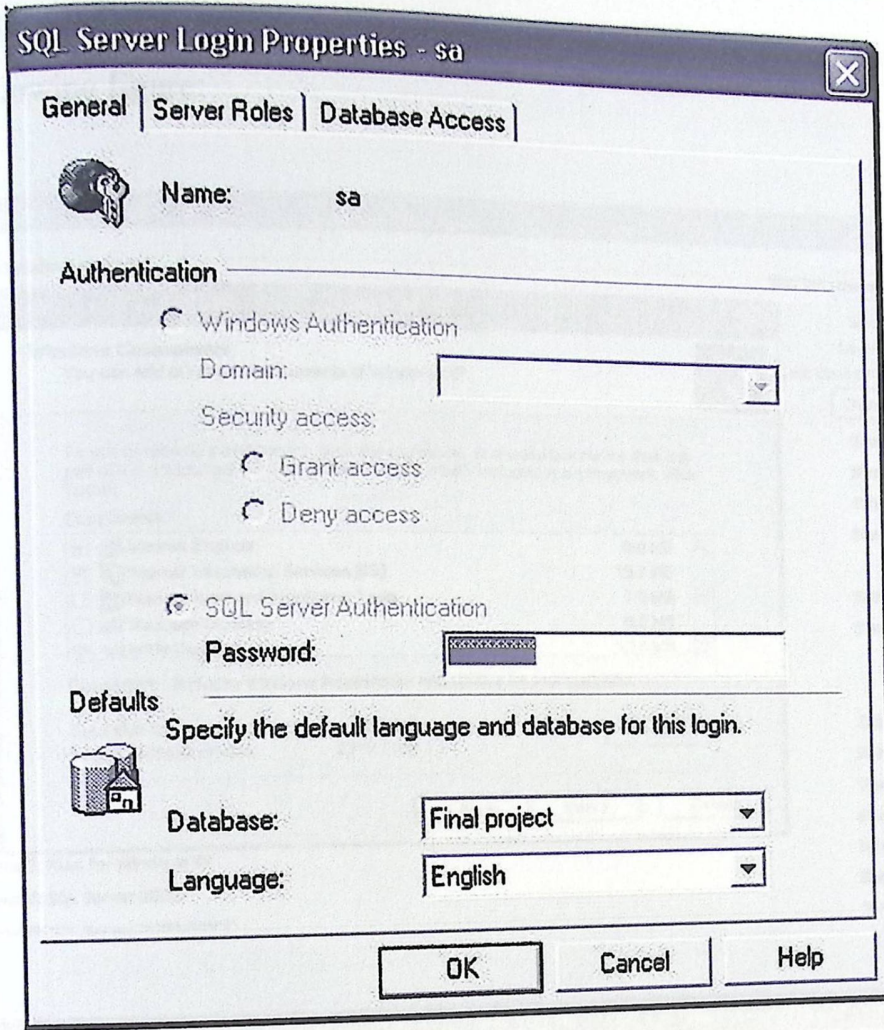 SQL Server Login Properties - sa
General Server Roles Database Access
Name: sa
Authentication
Windows Authentication
Domain:
Security access:
Grant access
Deny access
SQL Server Authentication
Password:
Defaults
Specify the default language and database for this login.
Database: Final project
Language: English
OK Cancel Help